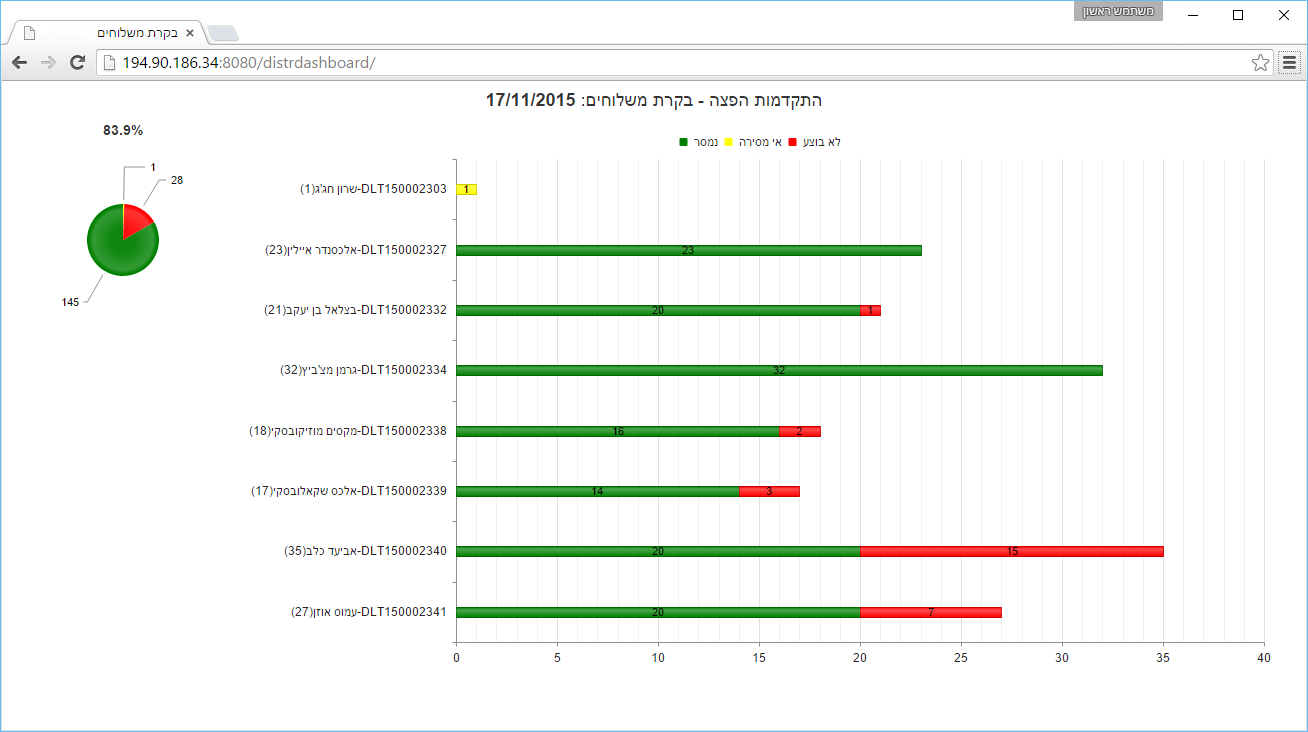 משתמש ראשון
בקרת משלוחים
194.90.186.34:8080/distrdashboard/
התקדמות הפצה - בקרת משלוחים: 17/11/2015
83.9%
1
28
145
נמסר
אי מסירה
לא בוצע
DLT150002303-שרון חג'ג(1)
1
DLT150002327-אלכסנדר איילין(23)
23
DLT150002332-בצלאל בן יעקב(21)
20 1
DLT150002334-גרמן מצ'ביץ(32)
32
DLT150002338-מקסים מוזיקובסקי(18)
16 2
DLT150002339-אלכס שקאלובסקי(17)
14 3
DLT150002340-אביעד כלב(35)
20 15
DLT150002341-עמוס אוזן(27)
20 7
0 5 10 15 20 25 30 35 40